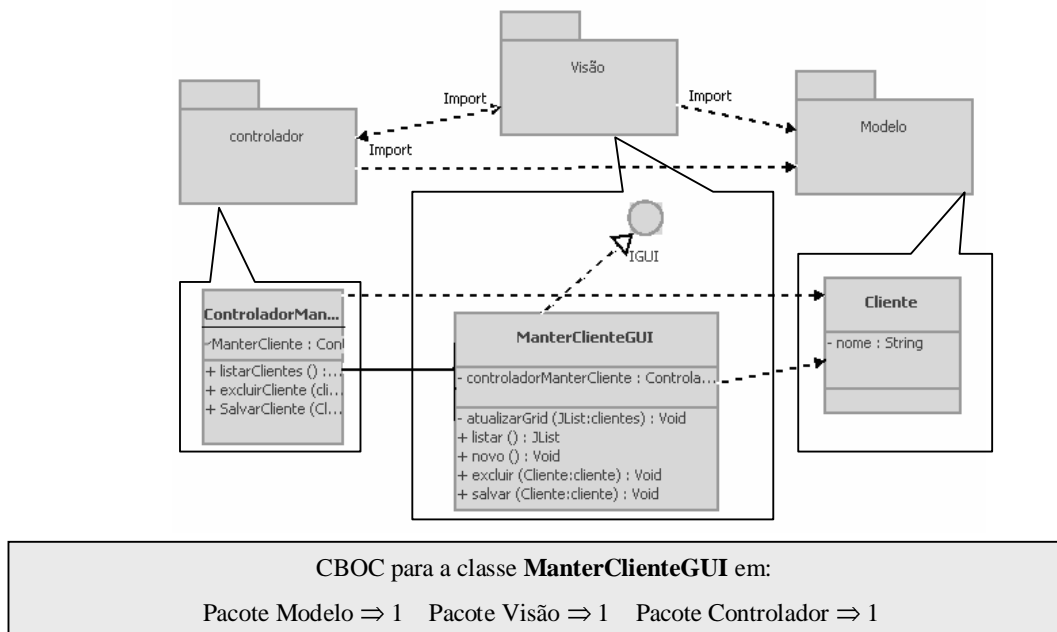 Visão
Import
Import
controlador
Modelo
Import
IGUI
ControladorMan...
-ManterCliente : Cont
+ listarClientes () :...
+ excluirCliente (cli...
+ SalvarCliente (Cl...
ManterClienteGUI
- controladorManterCliente : Controla...
- atualizarGrid (JList:clientes) : Void
+ listar () : JList
+ novo () : Void
+ excluir (Cliente:cliente) : Void
+ salvar (Cliente:cliente) : Void
Cliente
- nome : String
CBOC para a classe ManterClienteGUI em:
Pacote Modelo ⇒ 1 Pacote Visão ⇒ 1 Pacote Controlador ⇒ 1